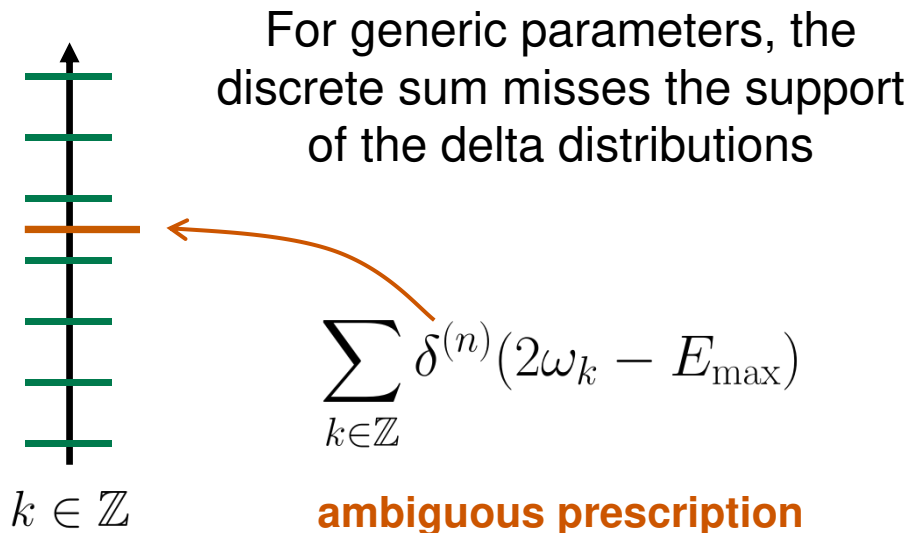 For generic parameters, the
discrete sum misses the support
of the delta distributions
∑_{k∈ℤ} δ^{(n)}(2ω_k − E_max)
k ∈ ℤ
ambiguous prescription